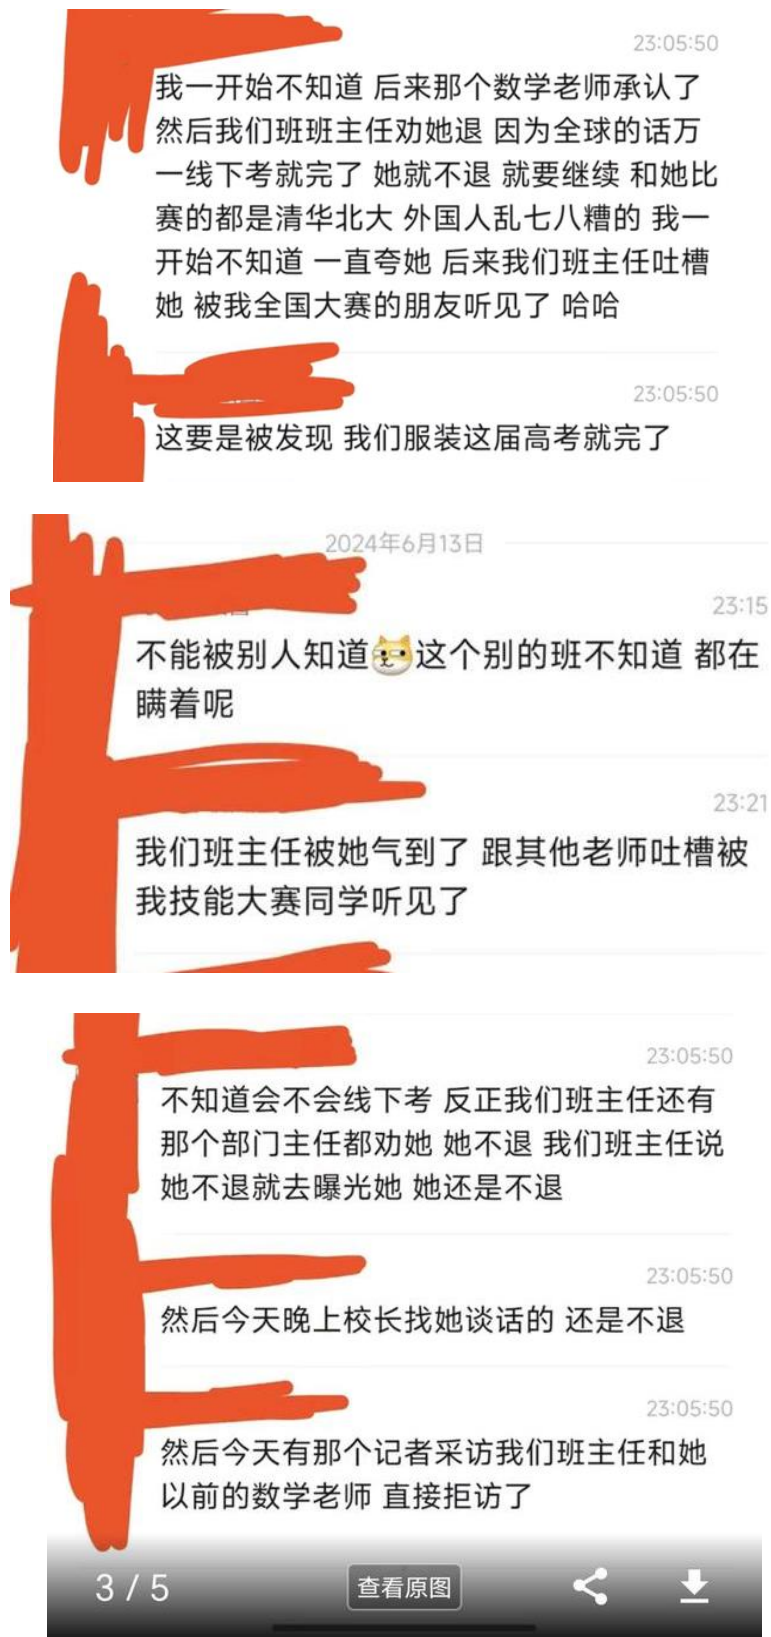 23:05:50
我一开始不知道 后来那个数学老师承认了
然后我们班班主任劝她退 因为全球的话万
一线下考就完了 她就不退 就要继续 和她比
赛的都是清华北大 外国人乱七八糟的 我一
开始不知道 一直夸她 后来我们班主任吐槽
她 被我全国大赛的朋友听见了 哈哈
23:05:50
这要是被发现 我们服装这届高考就完了
2024年6月13日
23:15
不能被别人知道这个别的班不知道 都在
瞒着呢
23:21
我们班主任被她气到了 跟其他老师吐槽被
我技能大赛同学听见了
23:05:50
不知道会不会线下考 反正我们班主任还有
那个部门主任都劝她 她不退 我们班主任说
她不退就去曝光她 她还是不退
23:05:50
然后今天晚上校长找她谈话的 还是不退
23:05:50
然后今天有那个记者采访我们班主任和她
以前的数学老师 直接拒访了
3 / 5
查看原图